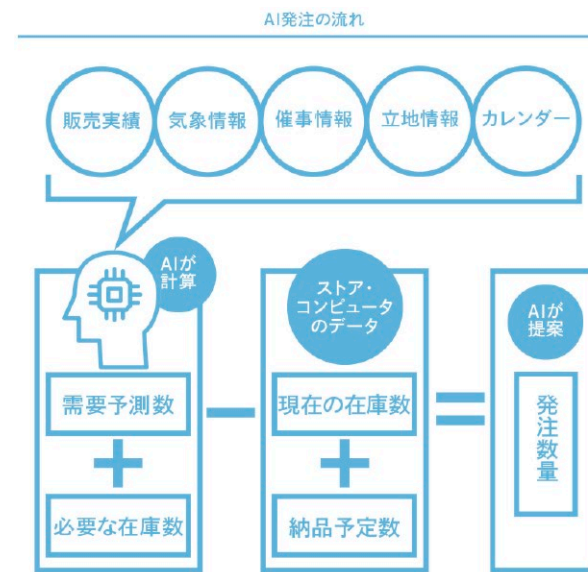 AI発注の流れ
販売実績
気象情報
催事情報
立地情報
カレンダー
AIが
計算
ストア・
コンピュータ
のデータ
AIが
提案
需要予測数
+
必要な在庫数
−
現在の在庫数
+
納品予定数
=
発注数量